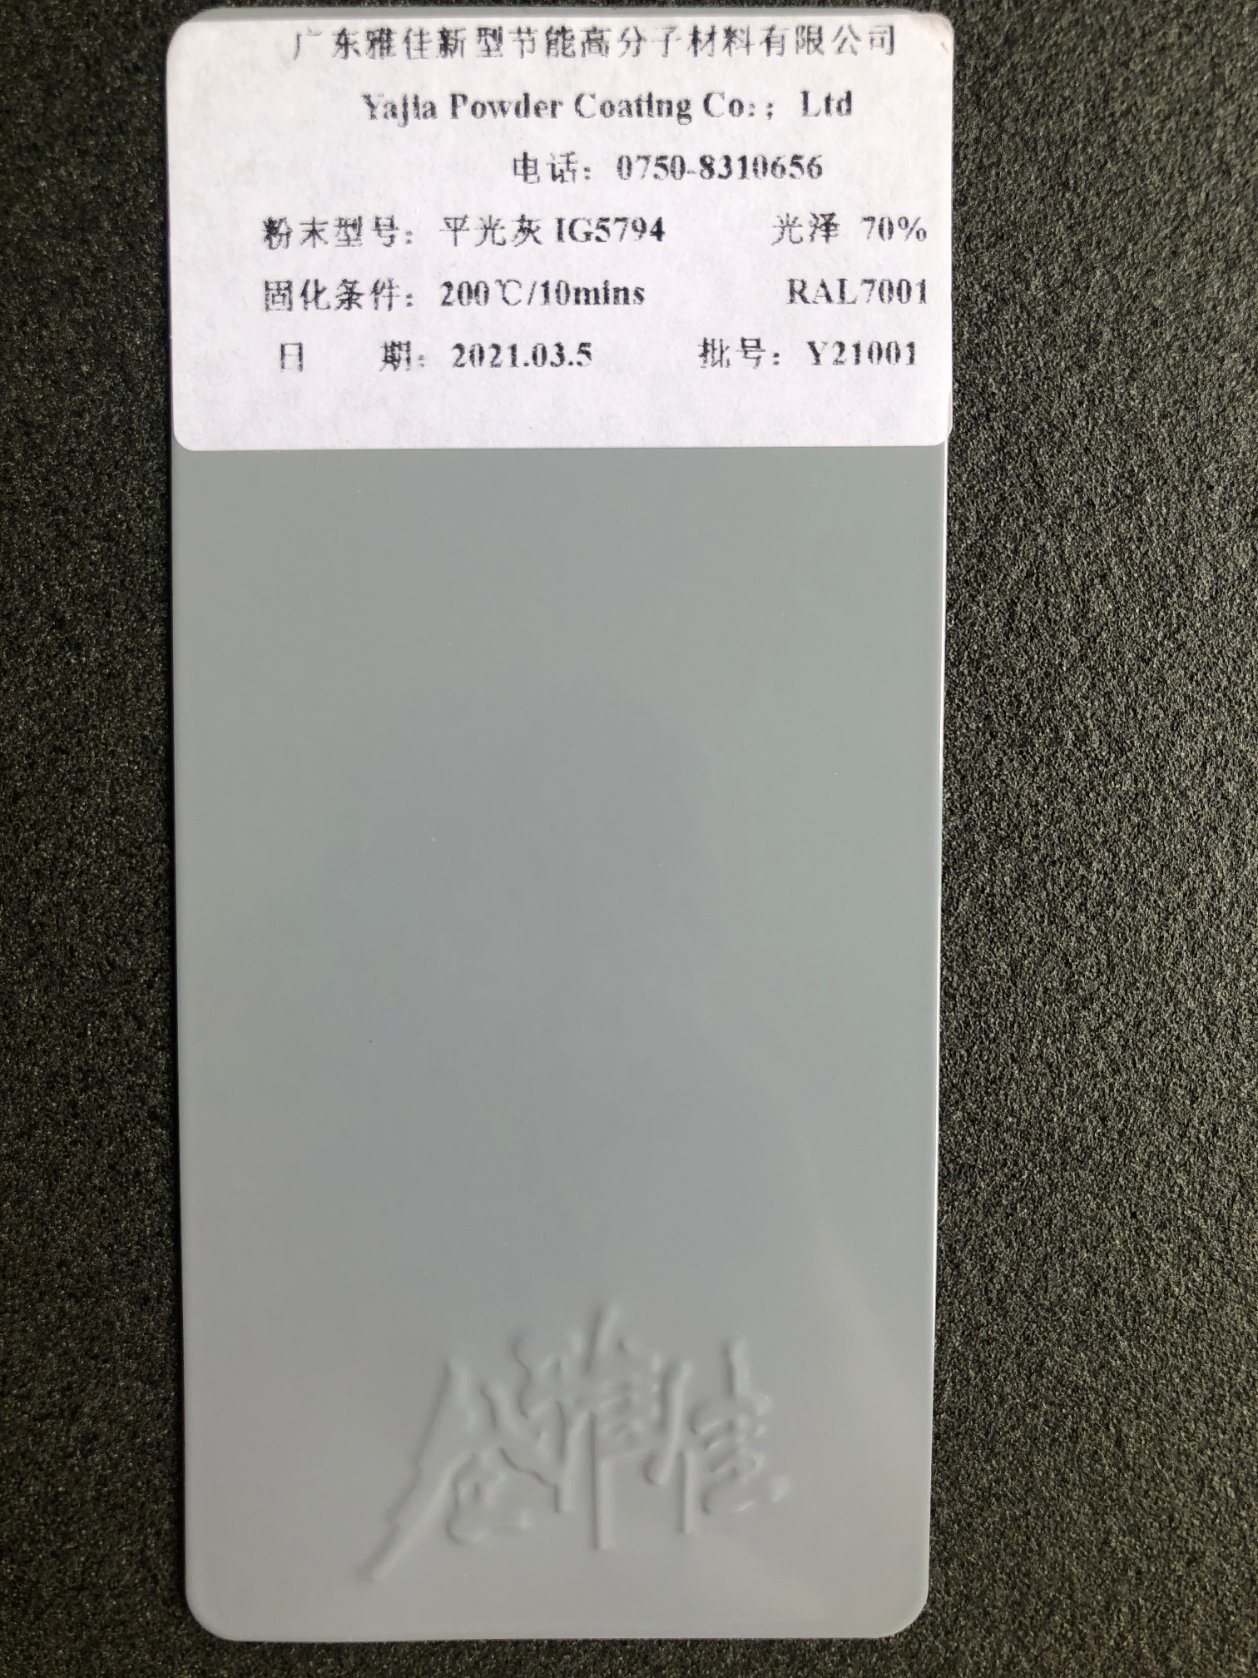 广东雅佳新型节能高分子材料有限公司
Yajia Powder Coating Co:; Ltd
电话：0750-8310656
粉末型号：平光灰 IG5794 光泽 70%
固化条件：200℃/10mins RAL7001
日 期：2021.03.5 批号：Y21001
雅佳